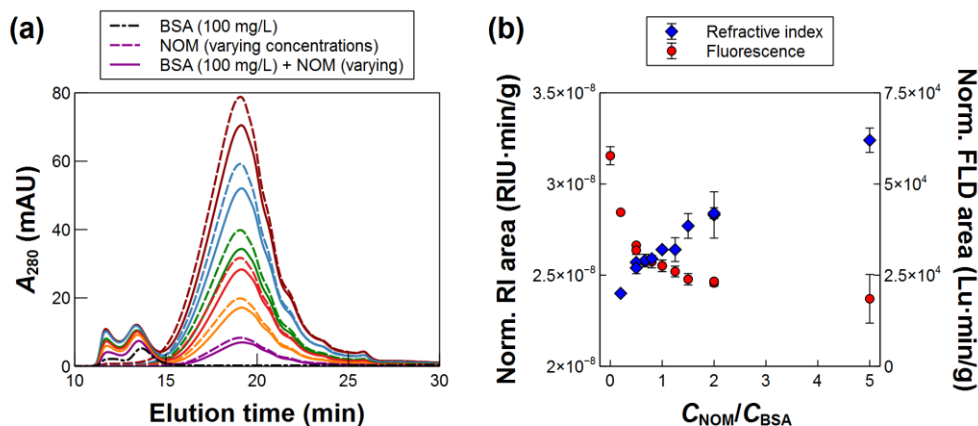 (a)
BSA (100 mg/L)
NOM (varying concentrations)
BSA (100 mg/L) + NOM (varying)
A280 (mAU)
80
60
40
20
0
10
15
20
25
30
Elution time (min)
(b)
Refractive index
Fluorescence
Norm. RI area (RIU·min/g)
3.5×10⁻⁸
3×10⁻⁸
2.5×10⁻⁸
2×10⁻⁸
0
1
2
3
4
5
CNOM/CBSA
7.5×10⁴
5×10⁴
2.5×10⁴
0
Norm. FLD area (Lu·min/g)